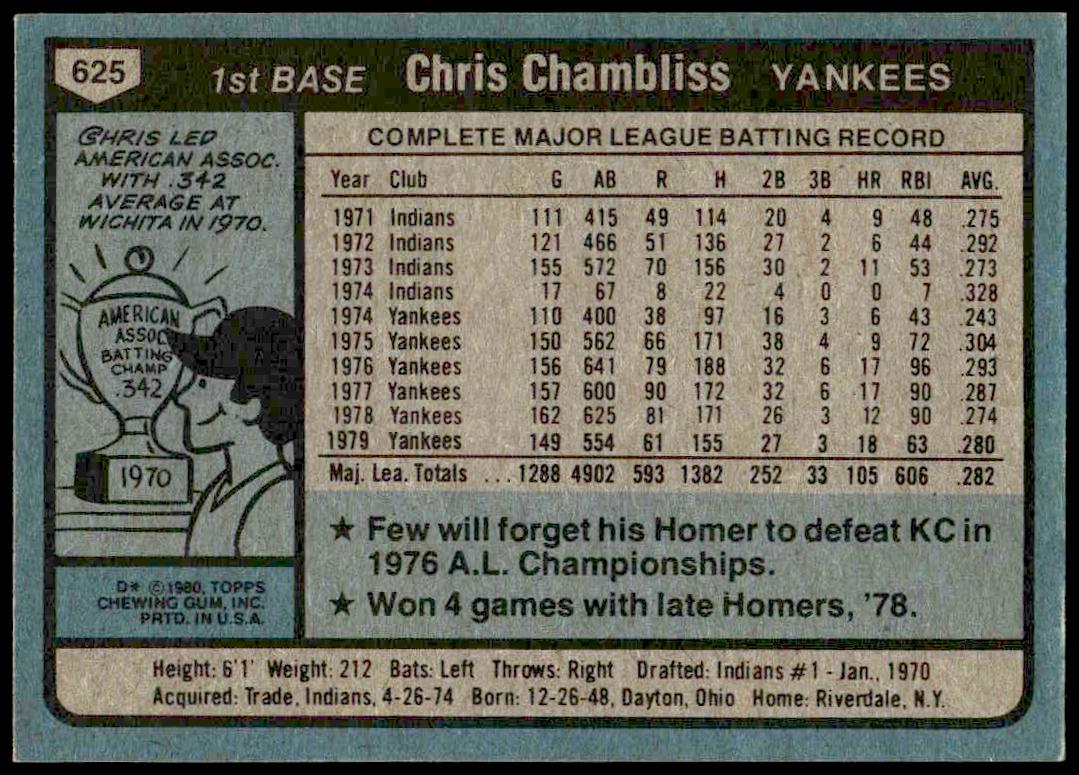 625 1st BASE Chris Chambliss YANKEES
CHRIS LED
AMERICAN ASSOC.
WITH .342
AVERAGE AT
WICHITA IN 1970.
AMERICAN
ASSOC
BATTING
CHAMP
.342
1970
D* © 1980, TOPPS
CHEWING GUM, INC.
PRTD. IN U.S.A.
COMPLETE MAJOR LEAGUE BATTING RECORD
Year Club G AB R H 2B 3B HR RBI AVG.
1971 Indians 111 415 49 114 20 4 9 48 .275
1972 Indians 121 466 51 136 27 2 6 44 .292
1973 Indians 155 572 70 156 30 2 11 53 .273
1974 Indians 17 67 8 22 4 0 0 7 .328
1974 Yankees 110 400 38 97 16 3 6 43 .243
1975 Yankees 150 562 66 171 38 4 9 72 .304
1976 Yankees 156 641 79 188 32 6 17 96 .293
1977 Yankees 157 600 90 172 32 6 17 90 .287
1978 Yankees 162 625 81 171 26 3 12 90 .274
1979 Yankees 149 554 61 155 27 3 18 63 .280
Maj. Lea. Totals ... 1288 4902 593 1382 252 33 105 606 .282
★ Few will forget his Homer to defeat KC in
1976 A.L. Championships.
★ Won 4 games with late Homers, '78.
Height: 6'1' Weight: 212 Bats: Left Throws: Right Drafted: Indians #1 - Jan., 1970
Acquired: Trade, Indians, 4-26-74 Born: 12-26-48, Dayton, Ohio Home: Riverdale, N.Y.